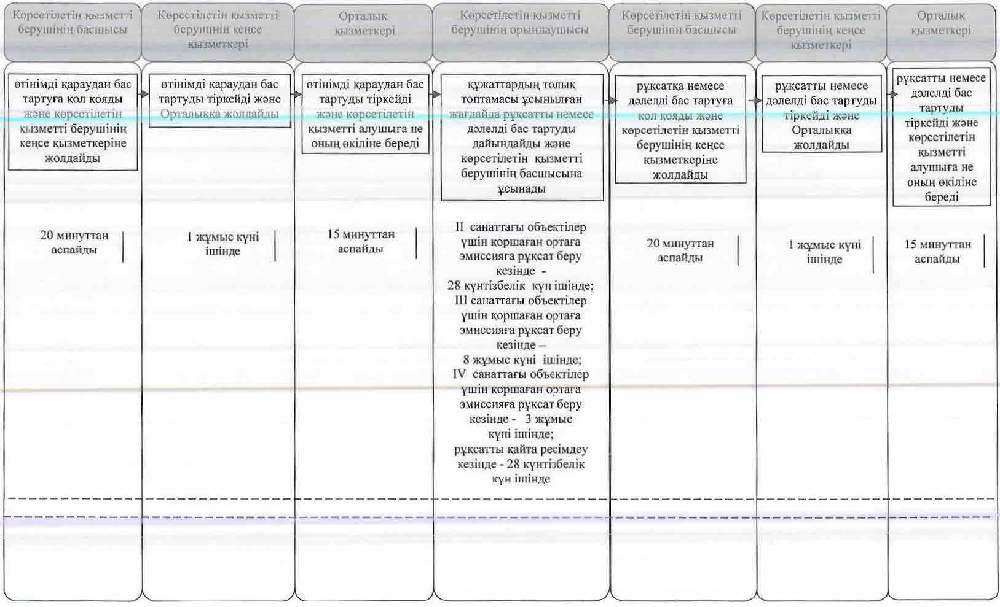 Көрсетілетін қызметті
берушінің басшысы
Көрсетілетін қызметті
берушінің кеңсе
қызметкері
Орталық
қызметкері
Көрсетілетін қызметті
берушінің орындаушысы
Көрсетілетін қызметті
берушінің басшысы
Көрсетілетін қызметті
берушінің кеңсе
қызметкері
Орталық
қызметкері
өтінімді қараудан бас
тартуға қол қояды
және көрсетілетін
қызметті берушінің
кеңсе қызметкеріне
жолдайды
өтінімді қараудан бас
тартуды тіркейді және
Орталыққа жолдайды
өтінімді қараудан бас
тартуды тіркейді
және көрсетілетін
қызметті алушыға не
оның өкіліне береді
құжаттардың толық
топтамасы ұсынылған
жағдайда рұқсатты немесе
дәлелді бас тартуды
дайындайды және
көрсетілетін қызметті
берушінің басшысына
ұсынады
рұқсатқа немесе
дәлелді бас тартуға
қол қояды және
көрсетілетін қызметті
берушінің кеңсе
қызметкеріне
жолдайды
рұқсатты немесе
дәлелді бас тартуды
тіркейді және
Орталыққа
жолдайды
рұқсатты немесе
дәлелді бас
тартуды
тіркейді және
көрсетілетін
қызметті
алушыға не
оның өкіліне
береді
20 минуттан
аспайды
1 жұмыс күні
ішінде
15 минуттан
аспайды
II санаттағы объектілер
үшін қоршаған ортаға
эмиссияға рұқсат беру
кезінде -
28 күнтізбелік күн ішінде;
III санаттағы объектілер
үшін қоршаған ортаға
эмиссияға рұқсат беру
кезінде –
8 жұмыс күні ішінде;
IV санаттағы объектілер
үшін қоршаған ортаға
эмиссияға рұқсат беру
кезінде - 3 жұмыс
күні ішінде;
рұқсатты қайта ресімдеу
кезінде - 28 күнтізбелік
күн ішінде
20 минуттан
аспайды
1 жұмыс күні
ішінде
15 минуттан
аспайды